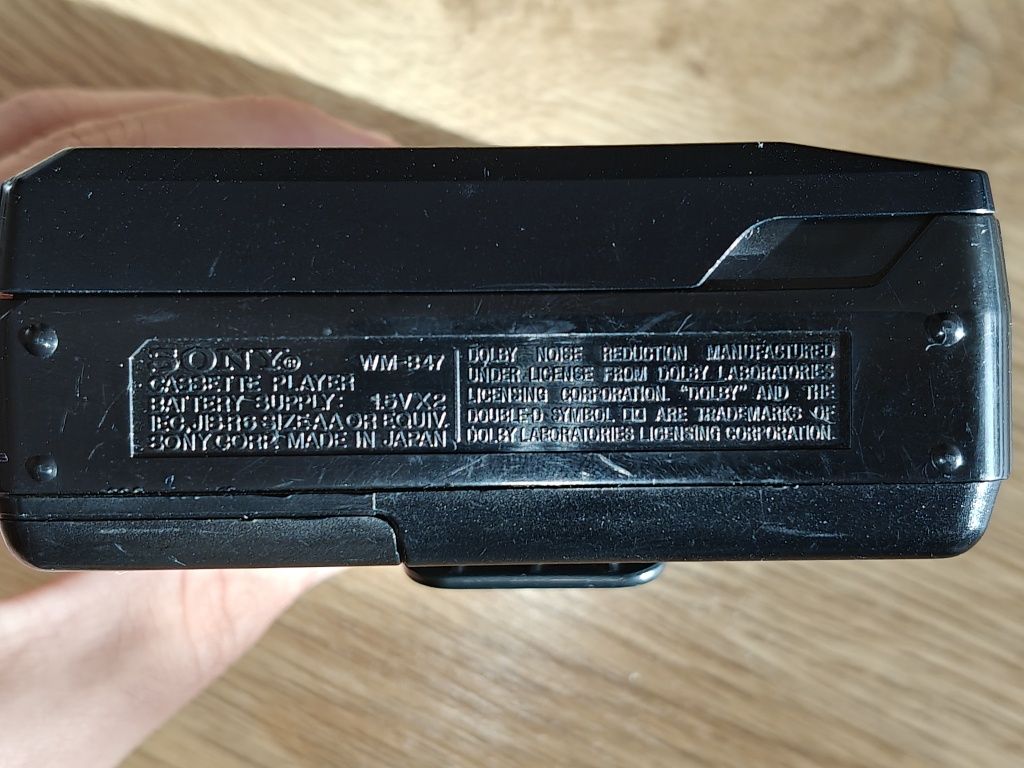 SONY®
WM-B47
CASSETTE PLAYER
BATTERY SUPPLY: 1.5V X 2
IEC, JIS-R6 SIZE AA OR EQUIV.
SONY CORP. MADE IN JAPAN
DOLBY NOISE REDUCTION MANUFACTURED
UNDER LICENSE FROM DOLBY LABORATORIES
LICENSING CORPORATION. "DOLBY" AND THE
DOUBLE-D SYMBOL ARE TRADEMARKS OF
DOLBY LABORATORIES LICENSING CORPORATION.